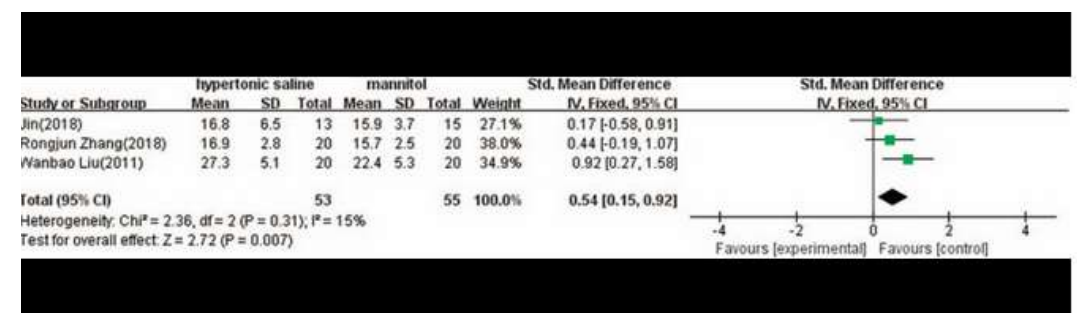 hypertonic saline mannitol Std. Mean Difference Std. Mean Difference
Study or Subgroup Mean SD Total Mean SD Total Weight IV, Fixed, 95% CI IV, Fixed, 95% CI
Jin(2018) 16.8 6.5 13 15.9 3.7 15 27.1% 0.17 [-0.58, 0.91]
Rongjun Zhang(2018) 16.9 2.8 20 15.7 2.5 20 38.0% 0.44 [-0.19, 1.07]
Wanbao Liu(2011) 27.3 5.1 20 22.4 5.3 20 34.9% 0.92 [0.27, 1.58]
Total (95% CI) 53 55 100.0% 0.54 [0.15, 0.92]
Heterogeneity: Chi² = 2.36, df = 2 (P = 0.31); I² = 15%
Test for overall effect: Z = 2.72 (P = 0.007)
-4 -2 0 2 4
Favours [experimental] Favours [control]